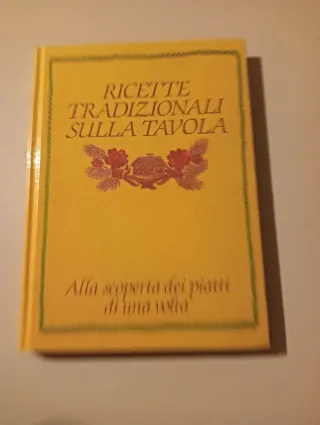 RICETTE
TRADIZIONALI
SULLA TAVOLA
Alla scoperta dei piatti
di una volta